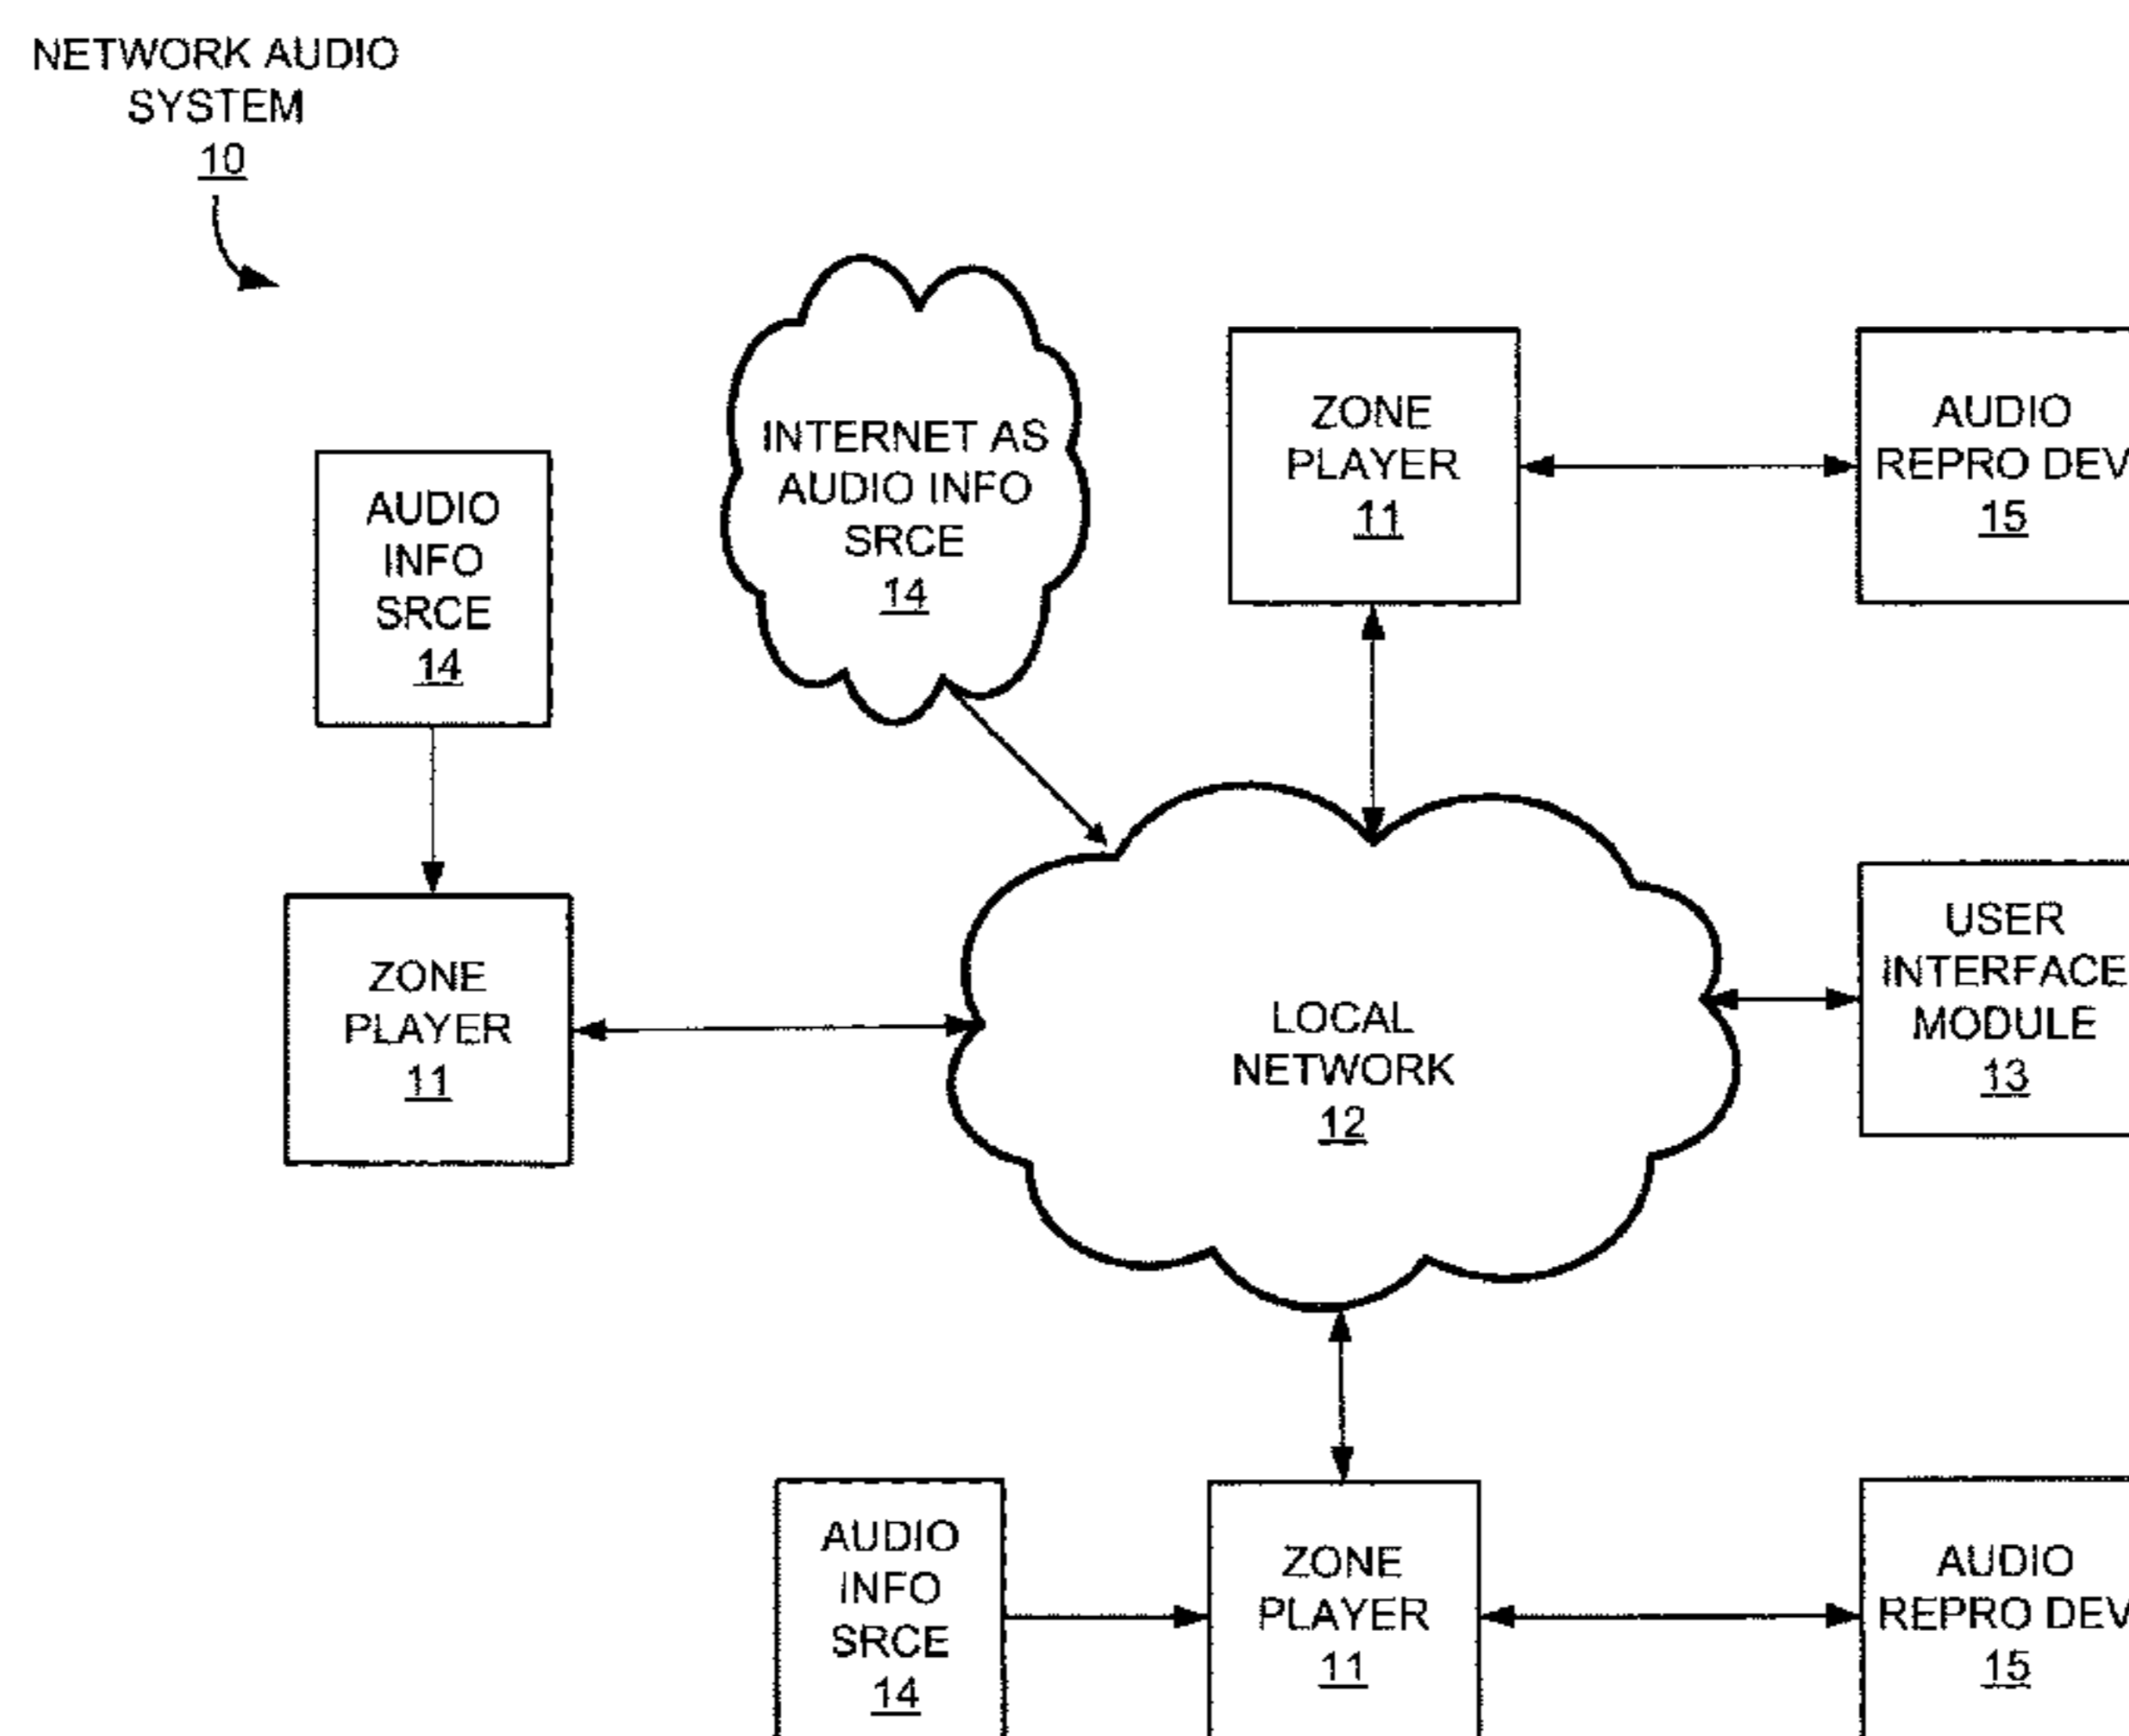 NETWORK AUDIO
SYSTEM
10
INTERNET AS
AUDIO INFO
SRCE
14
ZONE
PLAYER
11
AUDIO
REPRO DEV
15
AUDIO
INFO
SRCE
14
ZONE
PLAYER
11
LOCAL
NETWORK
12
USER
INTERFACE
MODULE
13
AUDIO
INFO
SRCE
14
ZONE
PLAYER
11
AUDIO
REPRO DEV
15